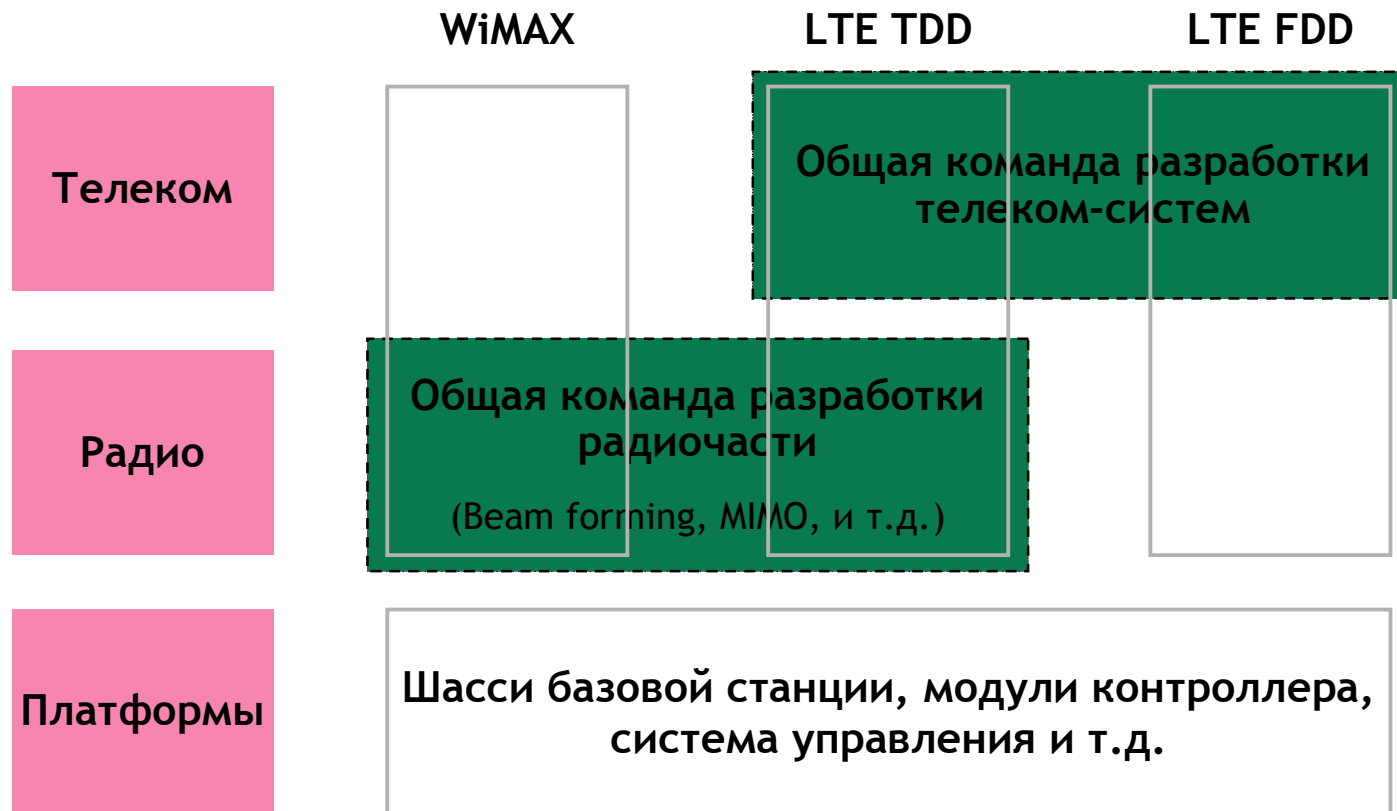 WiMAX LTE TDD LTE FDD
Телеком
Общая команда разработки
телеком-систем
Радио
Общая команда разработки
радиочасти
(Beam forming, MIMO, и т.д.)
Платформы
Шасси базовой станции, модули контроллера,
система управления и т.д.